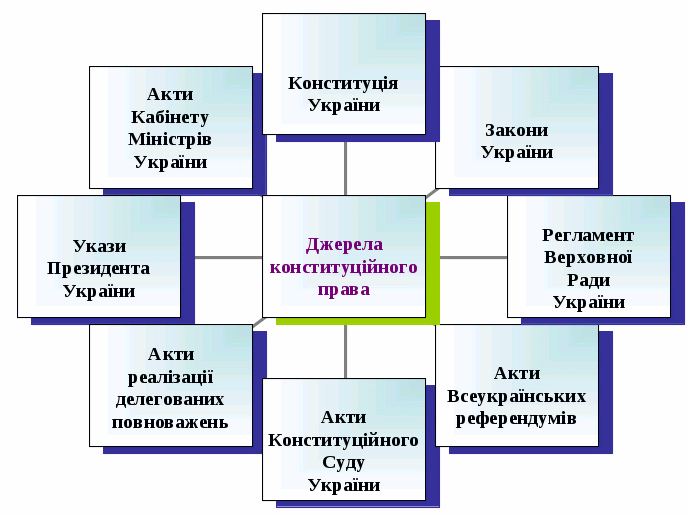 Конституція
України
Акти
Кабінету
Міністрів
України
Закони
України
Укази
Президента
України
Джерела
конституційного
права
Регламент
Верховної
Ради
України
Акти
реалізації
делегованих
повноважень
Акти
Конституційного
Суду
України
Акти
Всеукраїнських
референдумів